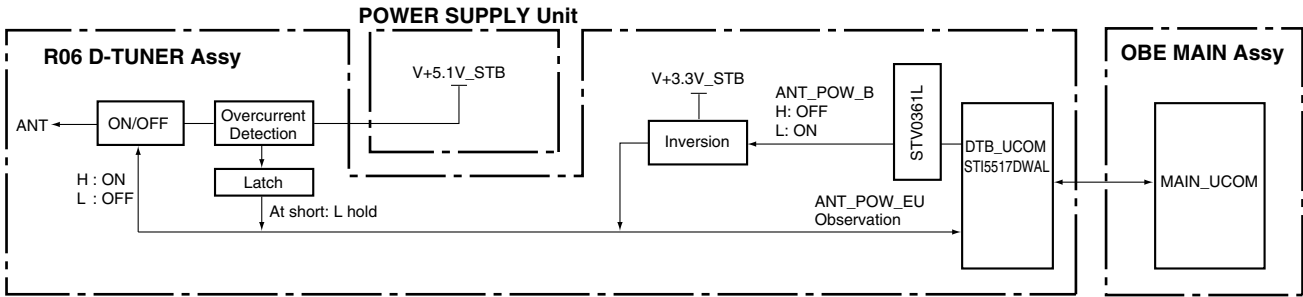 POWER SUPPLY Unit
R06 D-TUNER Assy
OBE MAIN Assy
V+5.1V_STB
V+3.3V_STB
ANT_POW_B
H: OFF
L: ON
STV0361L
ANT
ON/OFF
Overcurrent
Detection
Inversion
DTB_UCOM
STI5517DWAL
MAIN_UCOM
H : ON
L : OFF
Latch
At short: L hold
ANT_POW_EU
Observation